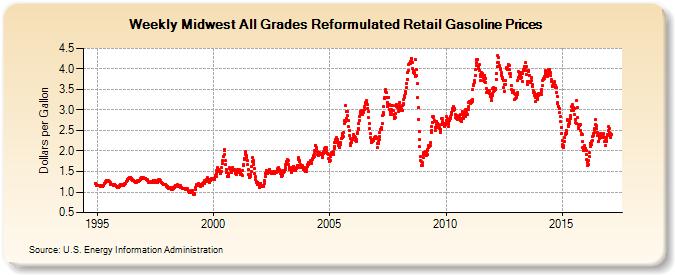 Weekly Midwest All Grades Reformulated Retail Gasoline Prices
Dollars per Gallon
4.5
4.0
3.5
3.0
2.5
2.0
1.5
1.0
0.5
1995 2000 2005 2010 2015
Source: U.S. Energy Information Administration